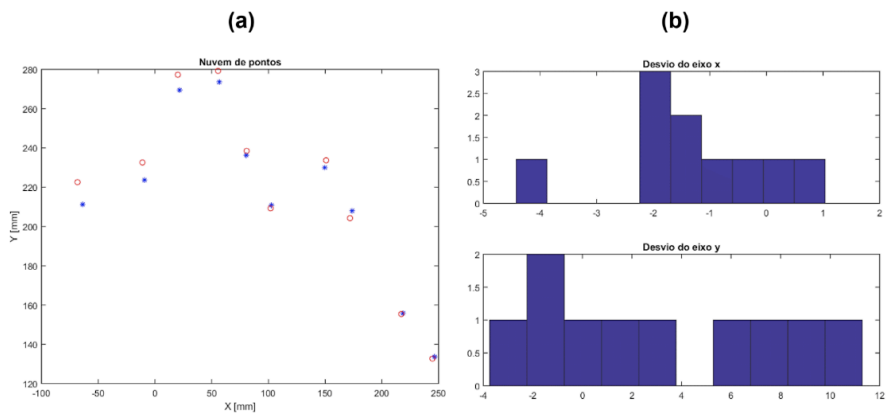 (a)
Nuvem de pontos
280
260
240
220
200
180
160
140
120
Y [mm]
-100 -50 0 50 100 150 200 250
X [mm]
(b)
Desvio do eixo x
3
2.5
2
1.5
1
0.5
0
-5 -4 -3 -2 -1 0 1 2
Desvio do eixo y
2
1.5
1
0.5
0
-4 -2 0 2 4 6 8 10 12